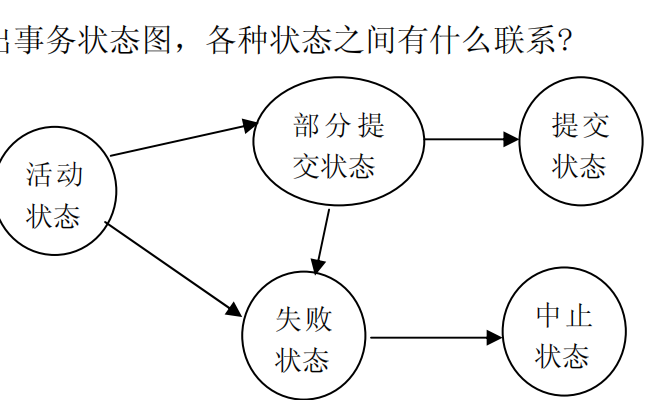 出事务状态图，各种状态之间有什么联系?
部分提
交状态
提交
状态
活动
状态
失败
状态
中止
状态